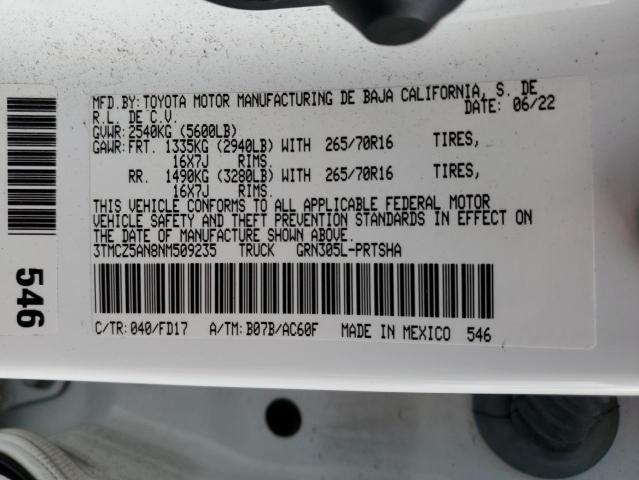 MFD.BY:TOYOTA MOTOR MANUFACTURING DE BAJA CALIFORNIA, S. DE
R.L. DE C.V. DATE: 06/22
GVWR:2540KG (5600LB)
GAWR:FRT. 1335KG (2940LB) WITH 265/70R16 TIRES,
16X7J RIMS.
RR. 1490KG (3280LB) WITH 265/70R16 TIRES,
16X7J RIMS.
THIS VEHICLE CONFORMS TO ALL APPLICABLE FEDERAL MOTOR
VEHICLE SAFETY AND THEFT PREVENTION STANDARDS IN EFFECT ON
THE DATE OF MANUFACTURE SHOWN ABOVE.
3TMCZ5AN8NM509235 TRUCK GRN305L-PRTSHA
C/TR:040/FD17 A/TM:B07B/AC60F MADE IN MEXICO 546
546